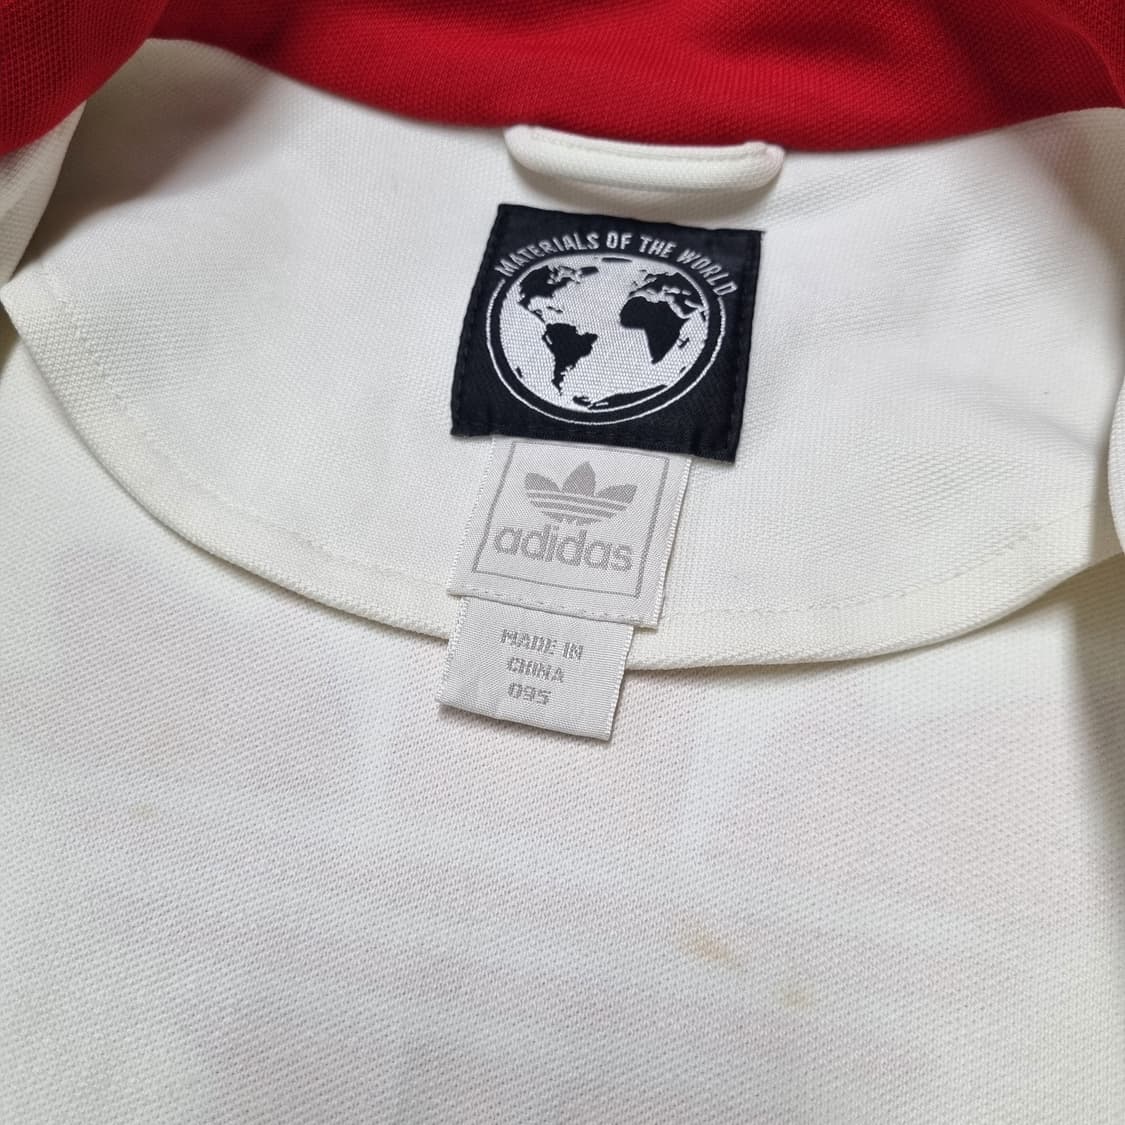 MATERIALS OF THE WORLD
adidas
MADE IN
CHINA
095